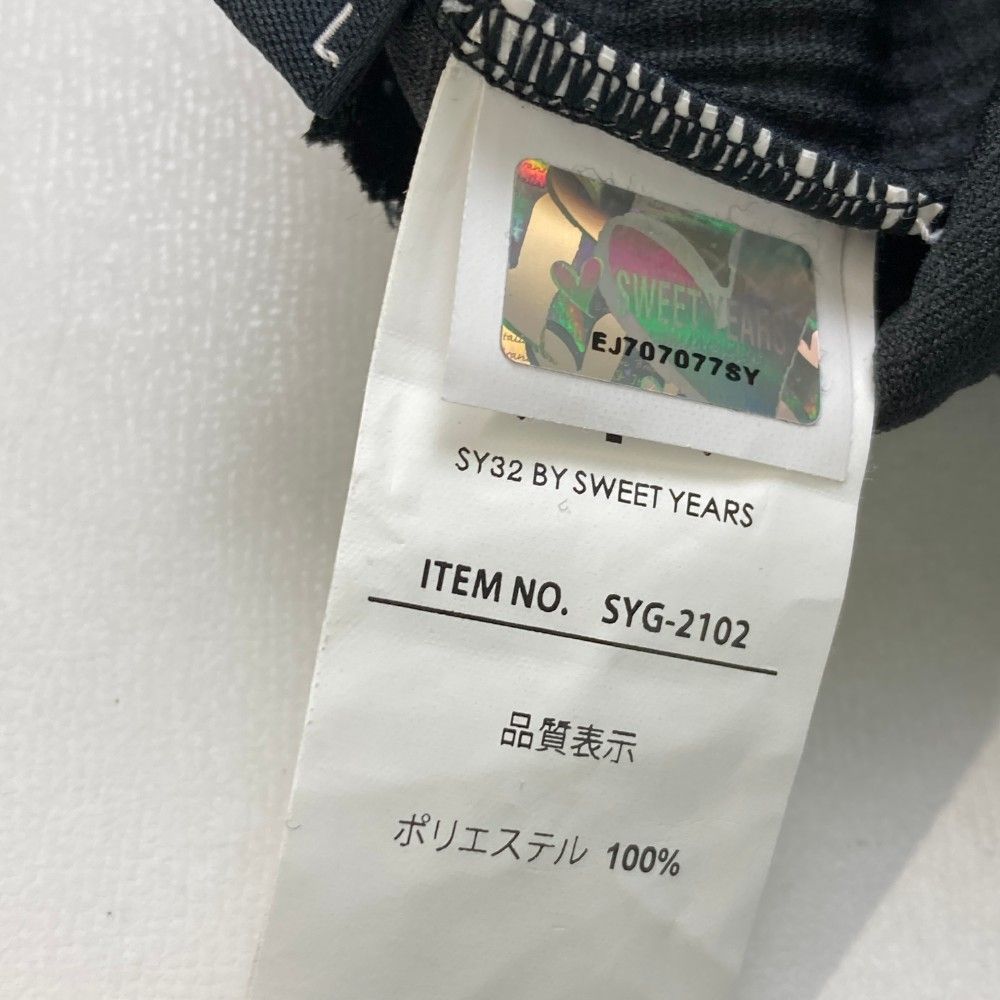 SWEET YEARS
EJ707077SY
SY32 BY SWEET YEARS
ITEM NO. SYG-2102
品質表示
ポリエステル 100%